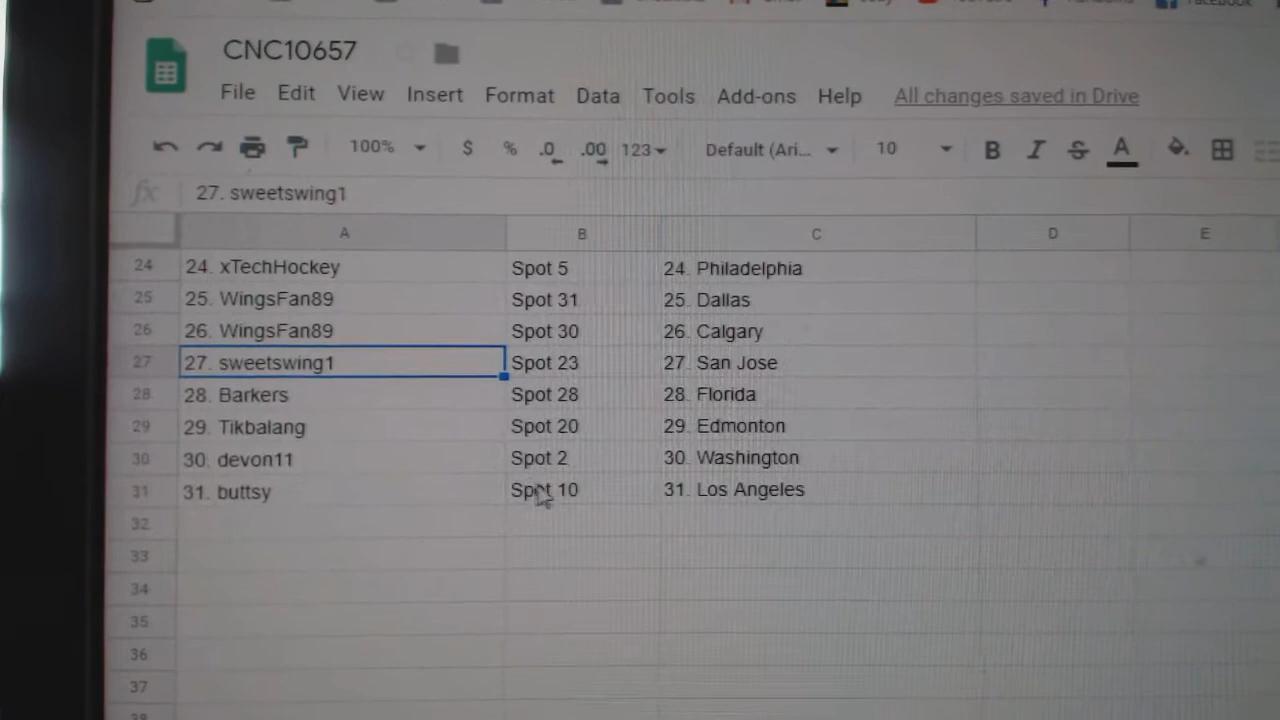 CNC10657
File Edit View Insert Format Data Tools Add-ons Help All changes saved in Drive
100% $ % .0 .00 123 Default (Ari... 10 B I S A
fx 27. sweetswing1
A B C D E
24 24. xTechHockey Spot 5 24. Philadelphia
25 25. WingsFan89 Spot 31 25. Dallas
26 26. WingsFan89 Spot 30 26. Calgary
27 27. sweetswing1 Spot 23 27. San Jose
28 28. Barkers Spot 28 28. Florida
29 29. Tikbalang Spot 20 29. Edmonton
30 30. devon11 Spot 2 30. Washington
31 31. buttsy Spot 10 31. Los Angeles
32
33
34
35
36
37